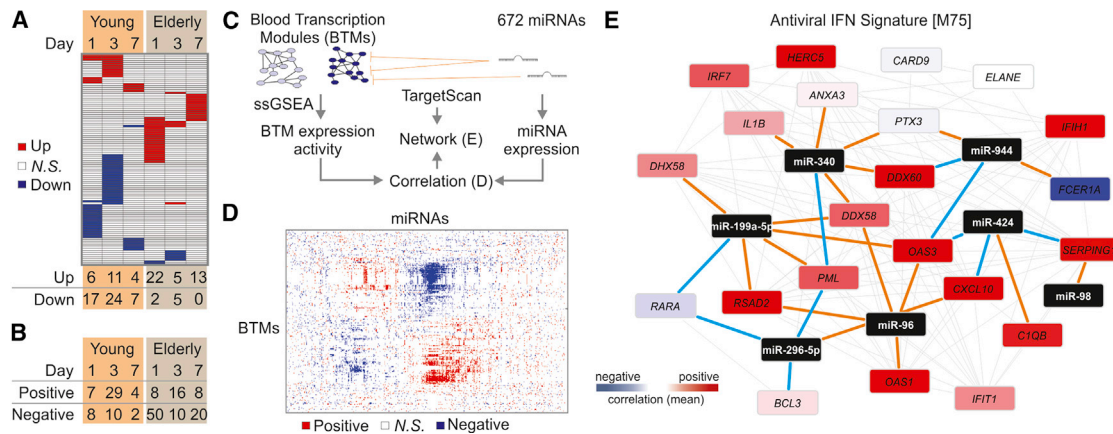 A
Young Elderly
Day 1 3 7 1 3 7
Up
N.S.
Down
Up 6 11 4 22 5 13
Down 17 24 7 2 5 0
B
Young Elderly
Day 1 3 7 1 3 7
Positive 7 29 4 8 16 8
Negative 8 10 2 50 10 20
C
Blood Transcription
Modules (BTMs)
672 miRNAs
ssGSEA
TargetScan
BTM expression
activity
Network (E)
miRNA
expression
Correlation (D)
D
miRNAs
BTMs
Positive N.S. Negative
E
Antiviral IFN Signature [M75]
HERC5
CARD9
IRF7
ELANE
ANXA3
IL1B
PTX3
IFIH1
miR-340
miR-944
DHX58
DDX60
FCER1A
DDX58
miR-424
miR-199a-5p
OAS3
SERPING1
PML
RARA
RSAD2
CXCL10
miR-98
miR-96
C1QB
miR-296-5p
negative positive
correlation (mean)
OAS1
BCL3
IFIT1